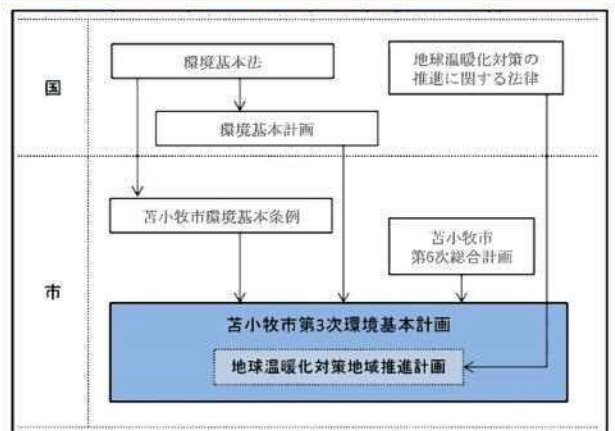 国
環境基本法
地球温暖化対策の
推進に関する法律
環境基本計画
市
苫小牧市環境基本条例
苫小牧市
第6次総合計画
苫小牧市第3次環境基本計画
地球温暖化対策地域推進計画